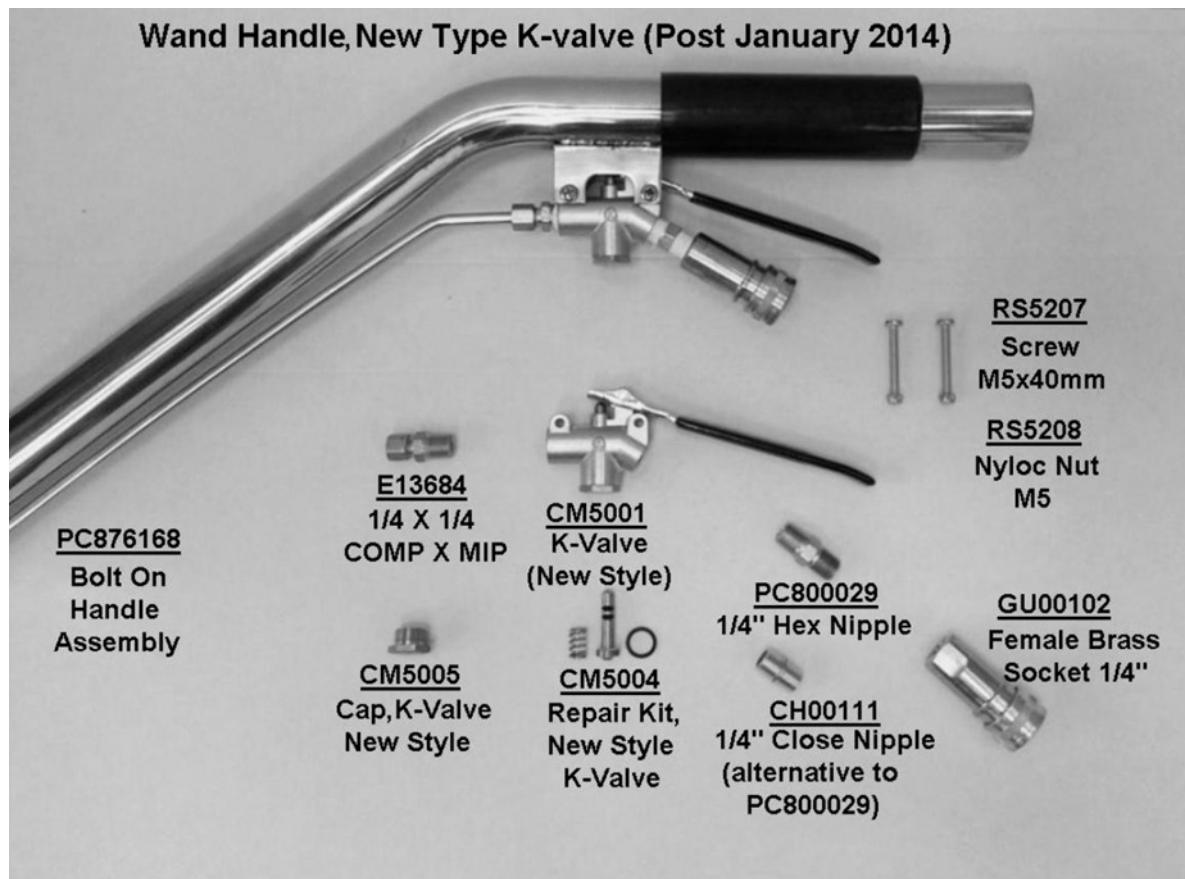 Wand Handle, New Type K-valve (Post January 2014)
RS5207
Screw
M5x40mm
RS5208
Nyloc Nut
M5
E13684
1/4 X 1/4
COMP X MIP
CM5001
K-Valve
(New Style)
PC876168
Bolt On
Handle
Assembly
PC800029
1/4" Hex Nipple
GU00102
Female Brass
Socket 1/4"
CM5005
Cap,K-Valve
New Style
CM5004
Repair Kit,
New Style
K-Valve
CH00111
1/4" Close Nipple
(alternative to
PC800029)